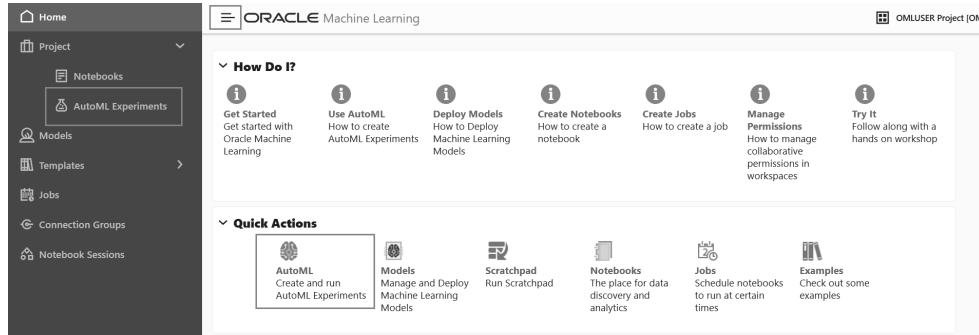 Home
Project
Notebooks
AutoML Experiments
Models
Templates
Jobs
Connection Groups
Notebook Sessions
ORACLE Machine Learning
OMLUSER Project [OM
How Do I?
Get Started
Get started with
Oracle Machine
Learning
Use AutoML
How to create
AutoML Experiments
Deploy Models
How to Deploy
Machine Learning
Models
Create Notebooks
How to create a
notebook
Create Jobs
How to create a job
Manage
Permissions
How to manage
collaborative
permissions in
workspaces
Try It
Follow along with a
hands on workshop
Quick Actions
AutoML
Create and run
AutoML Experiments
Models
Manage and Deploy
Machine Learning
Models
Scratchpad
Run Scratchpad
Notebooks
The place for data
discovery and
analytics
Jobs
Schedule notebooks
to run at certain
times
Examples
Check out some
examples